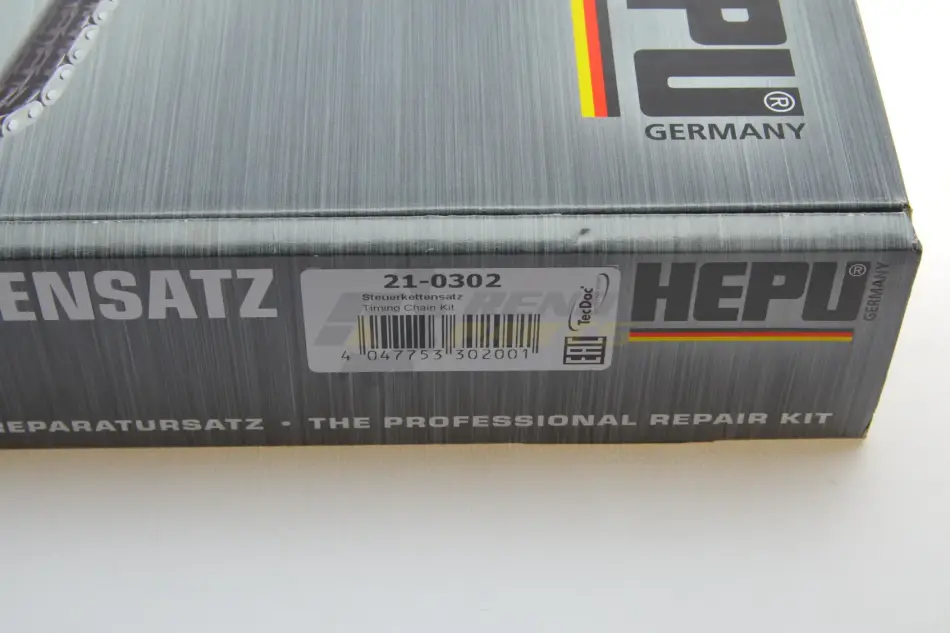 PU®
GERMANY
ENSATZ
21-0302
Steuerkettensatz
Timing Chain Kit
4 047753 302001
TecDoc
EAC
HEPU®
GERMANY
REPARATURSATZ · THE PROFESSIONAL REPAIR KIT